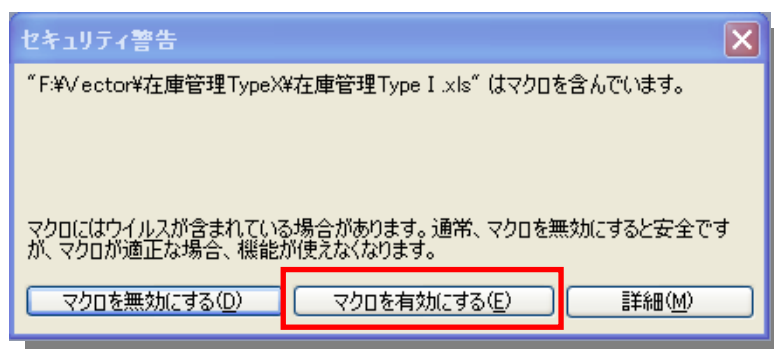 セキュリティ警告
"F:¥Vector¥在庫管理TypeX¥在庫管理TypeⅠ.xls" はマクロを含んでいます。
マクロにはウイルスが含まれている場合があります。通常、マクロを無効にすると安全です
が、マクロが適正な場合、機能が使えなくなります。
マクロを無効にする(D) マクロを有効にする(E) 詳細(M)